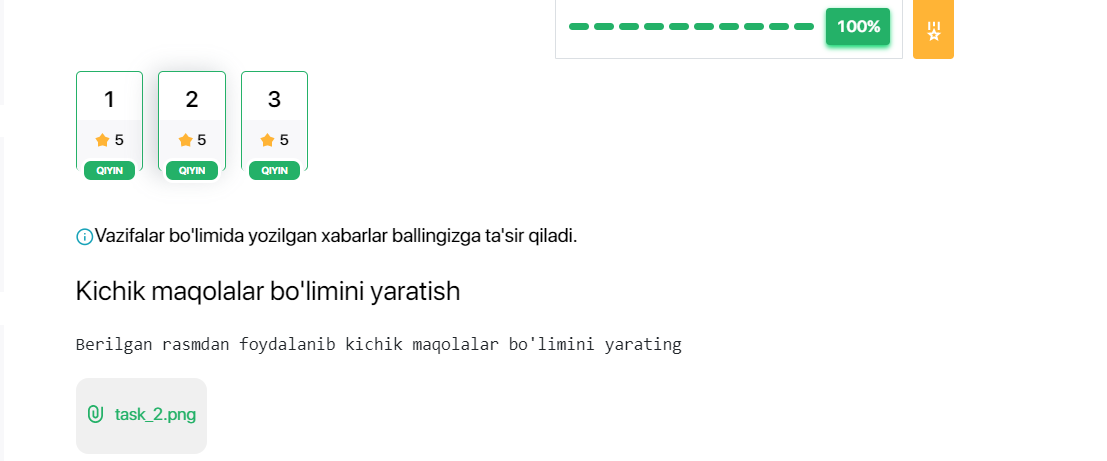 100%
1
2
3
5
5
5
QIYIN
QIYIN
QIYIN
Vazifalar bo'limida yozilgan xabarlar ballingizga ta'sir qiladi.
Kichik maqolalar bo'limini yaratish
Berilgan rasmdan foydalanib kichik maqolalar bo'limini yarating
task_2.png